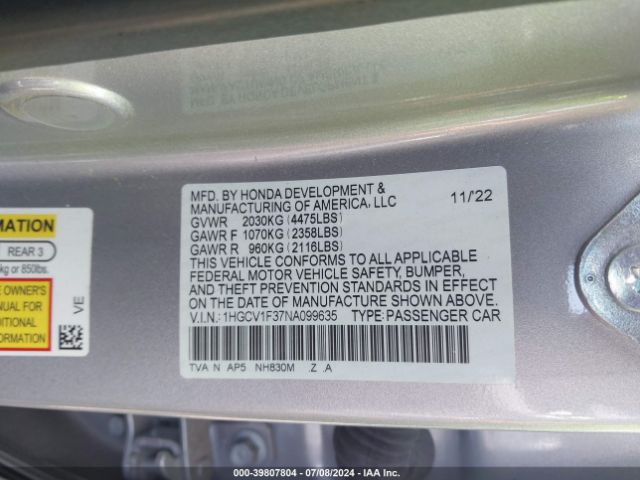 MFD. BY HONDA DEVELOPMENT &
MANUFACTURING OF AMERICA, LLC 11/22
GVWR 2030KG (4475LBS)
GAWR F 1070KG (2358LBS)
GAWR R 960KG (2116LBS)
THIS VEHICLE CONFORMS TO ALL APPLICABLE
FEDERAL MOTOR VEHICLE SAFETY, BUMPER,
AND THEFT PREVENTION STANDARDS IN EFFECT
ON THE DATE OF MANUFACTURE SHOWN ABOVE.
V.I.N.: 1HGCV1F37NA099635 TYPE: PASSENGER CAR
TVA N AP5 NH830M .Z .A
MATION
REAR 3
kg or 850lbs.
OWNER'S
FOR
VE
000-39807804 - 07/08/2024 - IAA Inc.